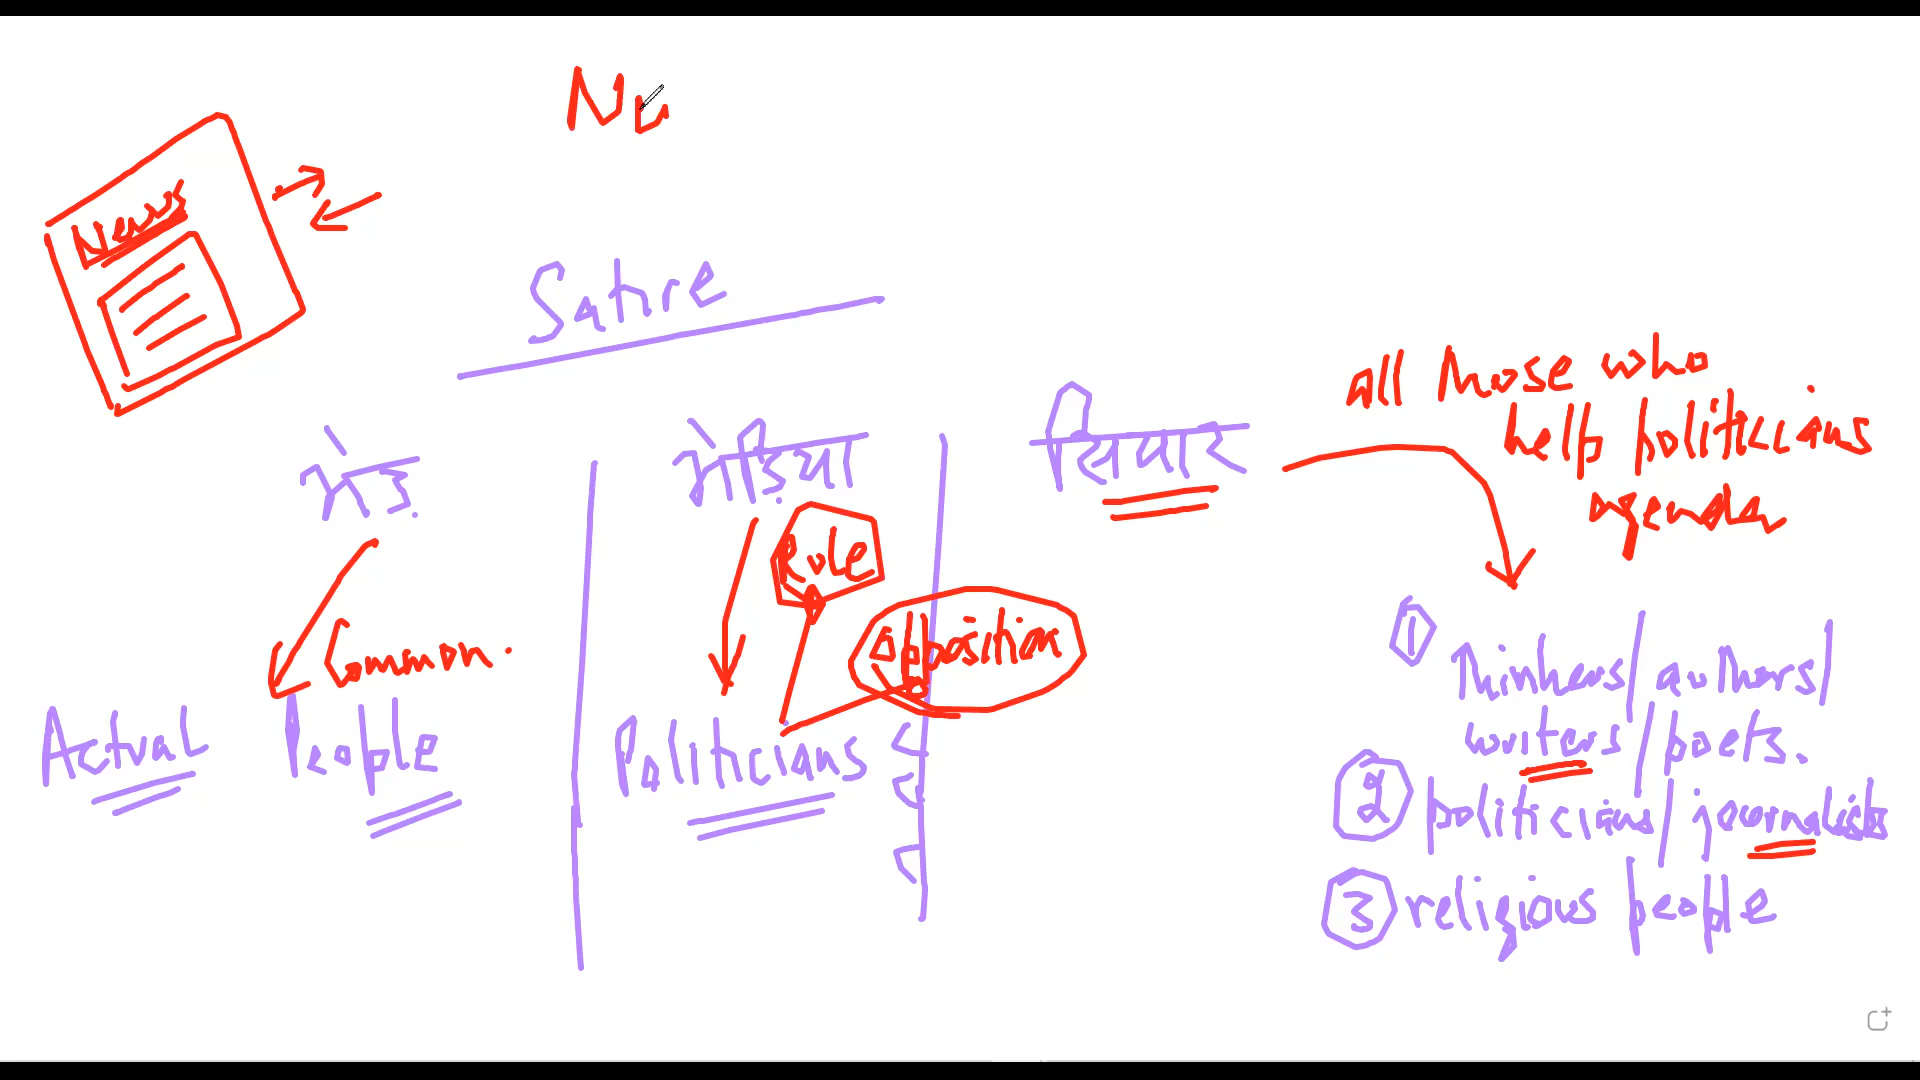 Ne
News
Satire
भेड़ भेड़िया सियार
all those who
help politicians
agenda
Role
Opposition
Common.
Actual People
Politicians
1 Thinkers/authors/
writers/poets.
2 politicians/journalists
3 religious people